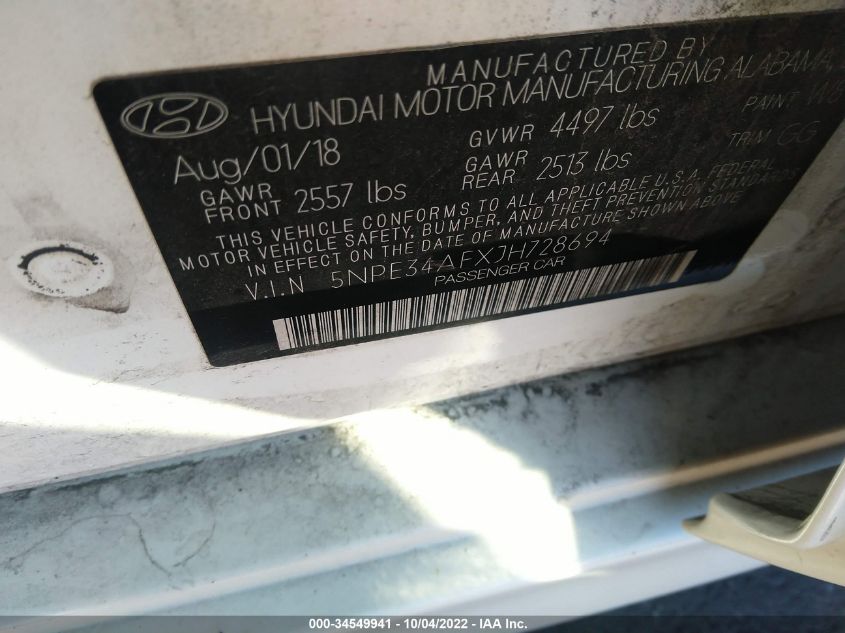 MANUFACTURED BY
HYUNDAI MOTOR MANUFACTURING ALABAMA,
Aug/01/18 GVWR 4497 lbs PAINT
GAWR FRONT 2557 lbs GAWR REAR 2513 lbs TRIM GG
THIS VEHICLE CONFORMS TO ALL APPLICABLE U.S.A. FEDERAL
MOTOR VEHICLE SAFETY, BUMPER, AND THEFT PREVENTION STANDARDS
IN EFFECT ON THE DATE OF MANUFACTURE SHOWN ABOVE
V.I.N 5NPE34AFXJH728694
PASSENGER CAR
000-34549941 - 10/04/2022 - IAA Inc.